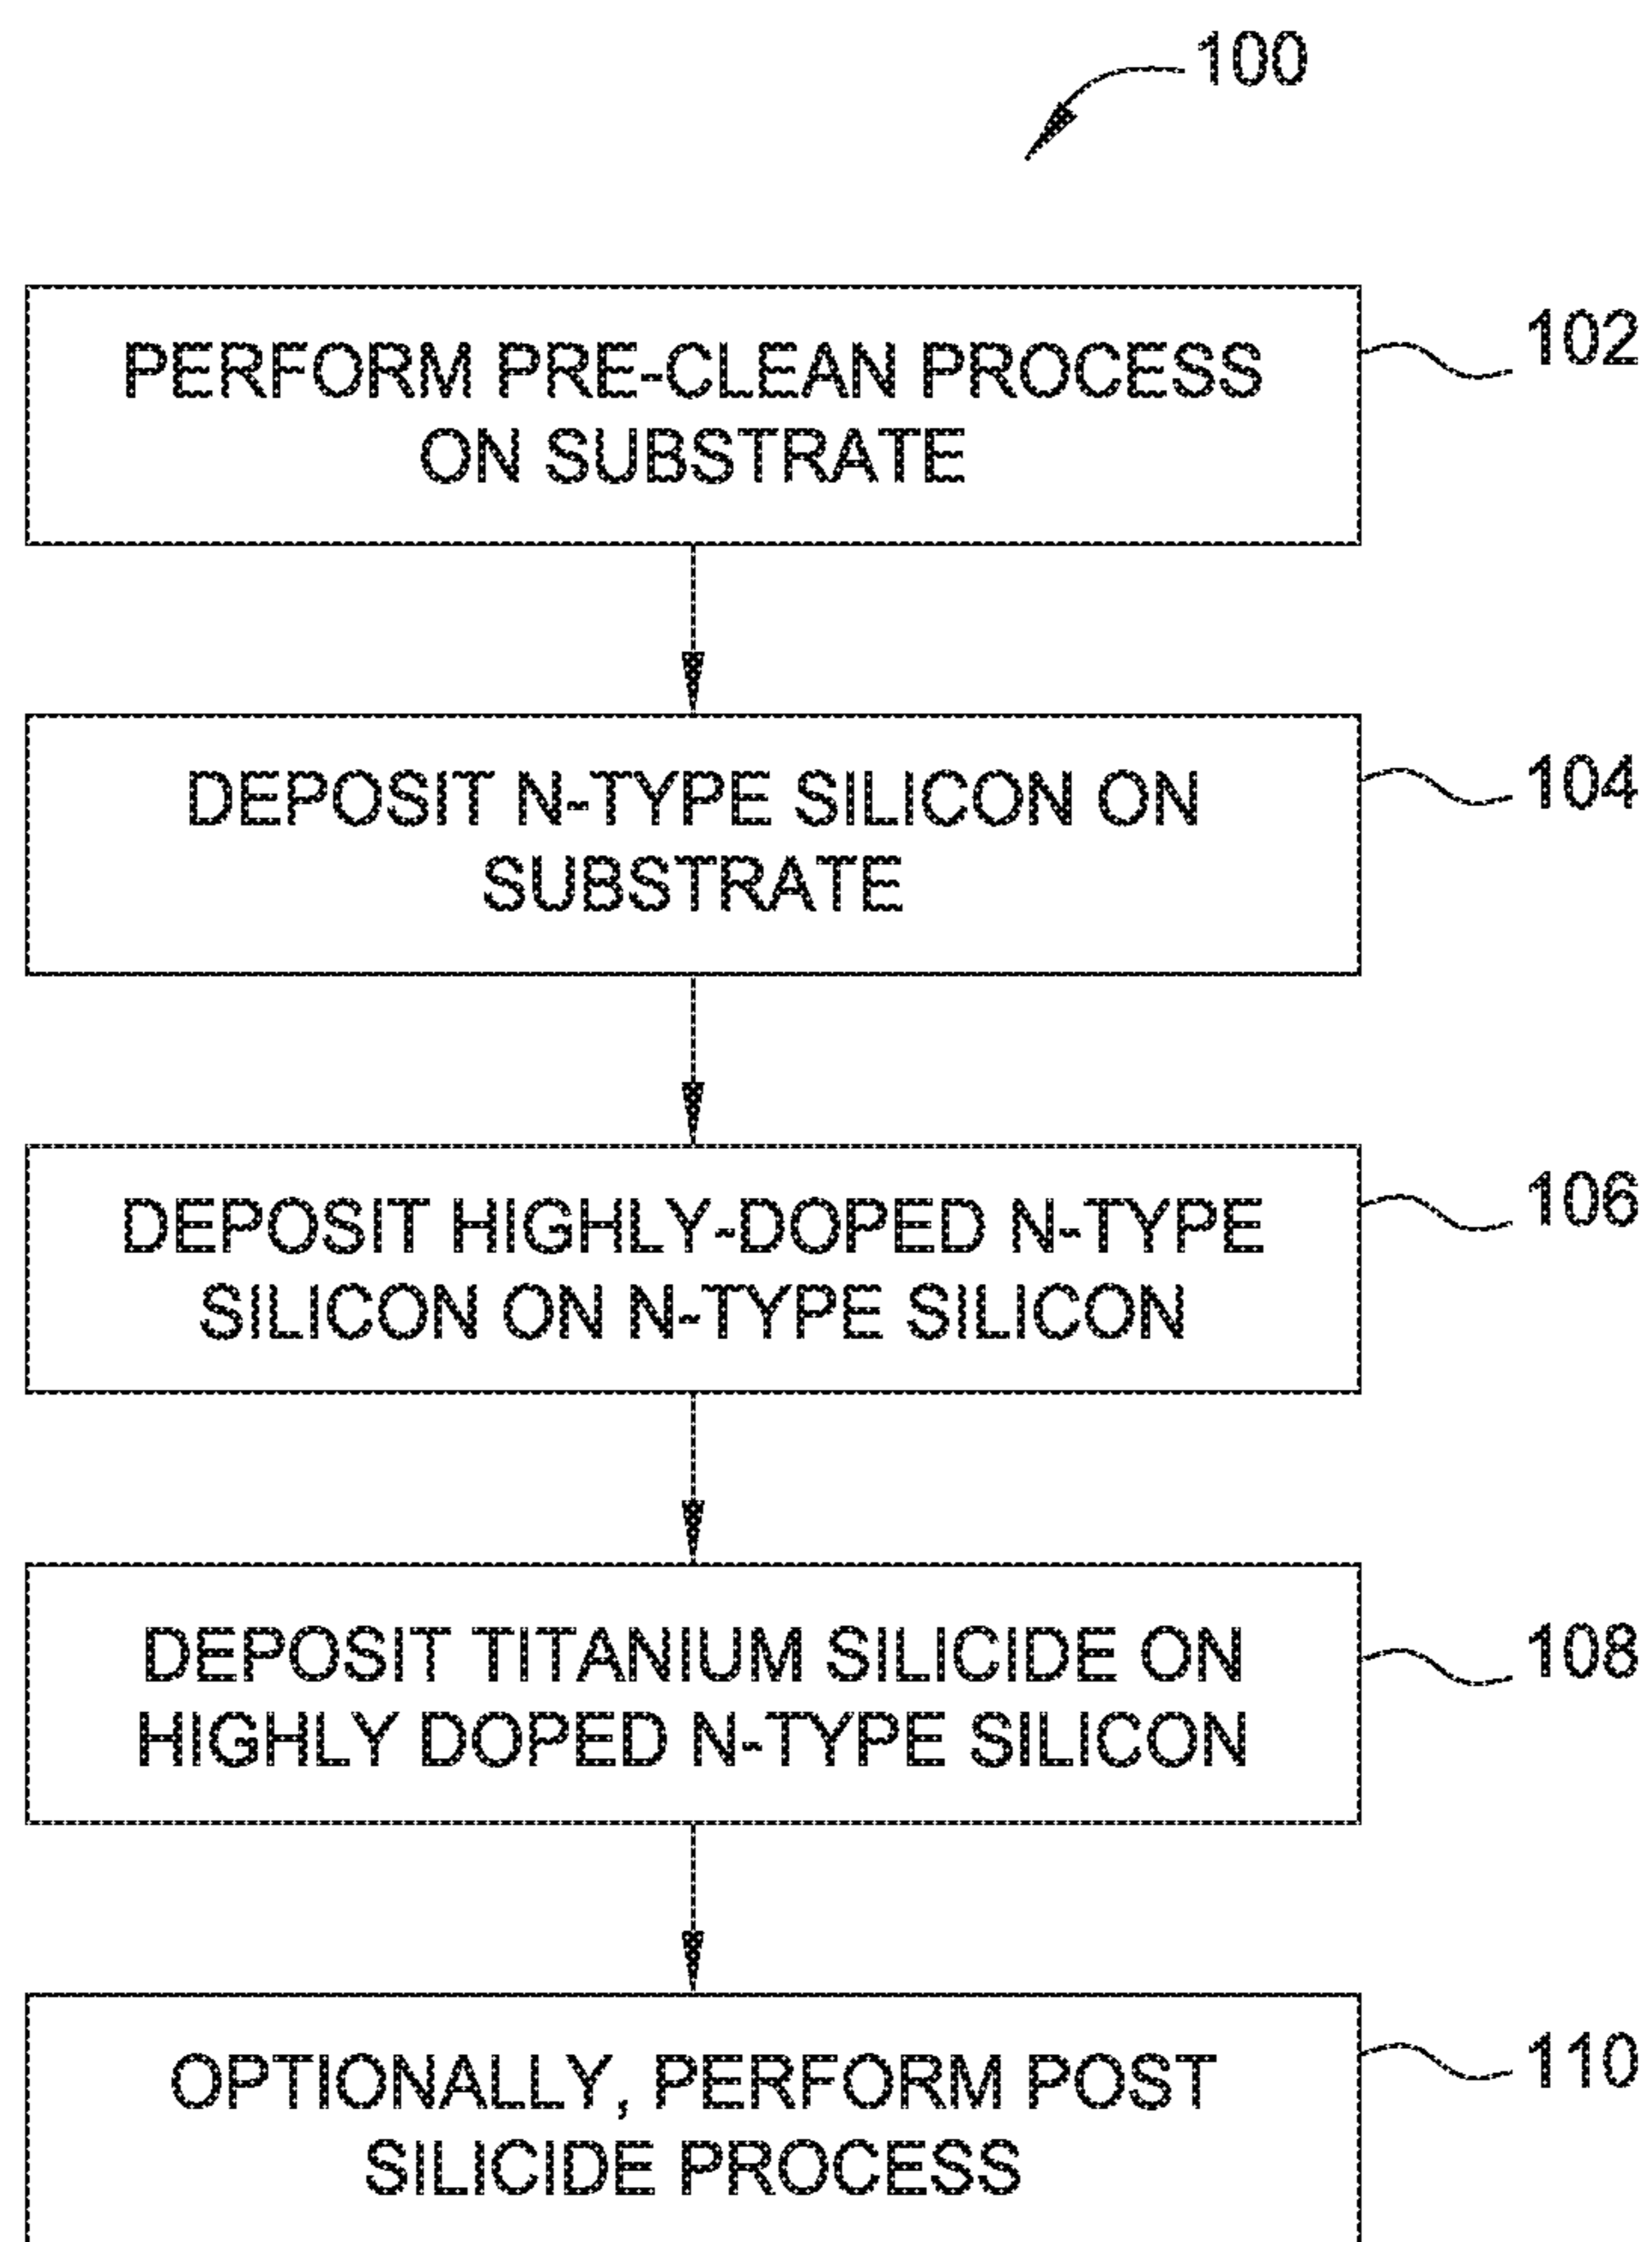 100
PERFORM PRE-CLEAN PROCESS
ON SUBSTRATE
102
DEPOSIT N-TYPE SILICON ON
SUBSTRATE
104
DEPOSIT HIGHLY-DOPED N-TYPE
SILICON ON N-TYPE SILICON
106
DEPOSIT TITANIUM SILICIDE ON
HIGHLY DOPED N-TYPE SILICON
108
OPTIONALLY, PERFORM POST
SILICIDE PROCESS
110